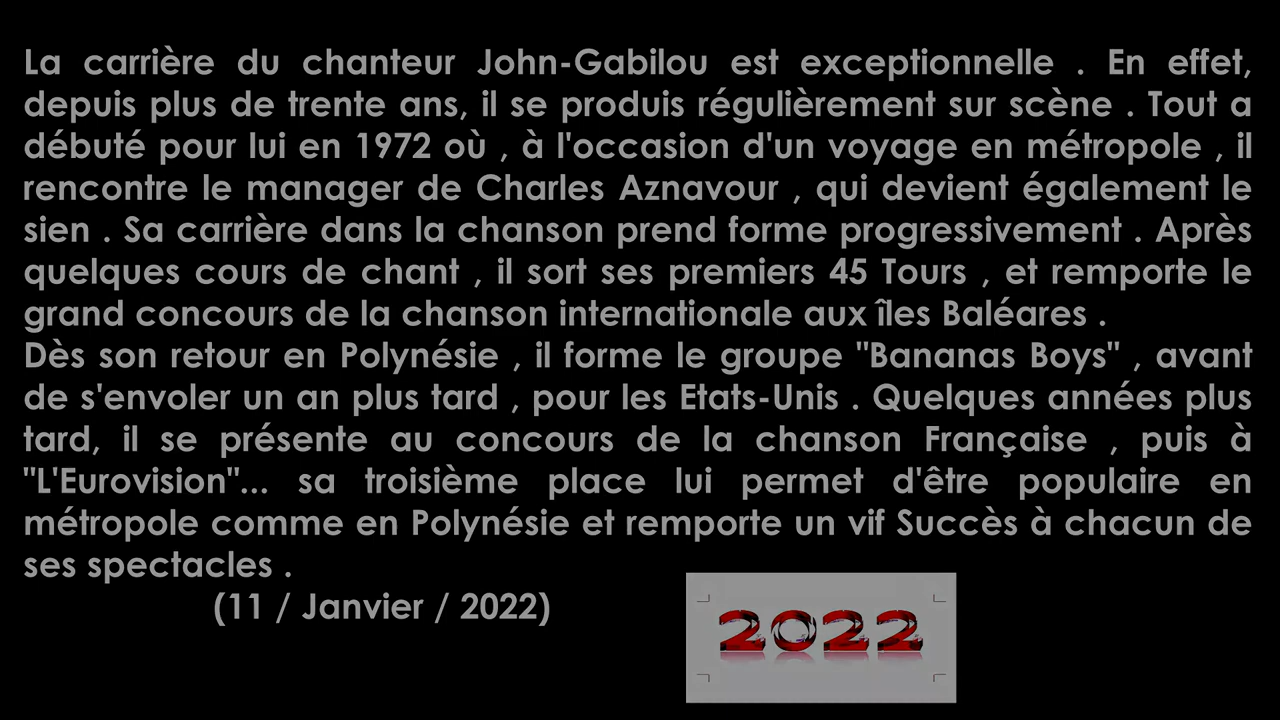 La carrière du chanteur John-Gabilou est exceptionnelle . En effet,
depuis plus de trente ans, il se produis régulièrement sur scène . Tout a
débuté pour lui en 1972 où , à l'occasion d'un voyage en métropole , il
rencontre le manager de Charles Aznavour , qui devient également le
sien . Sa carrière dans la chanson prend forme progressivement . Après
quelques cours de chant , il sort ses premiers 45 Tours , et remporte le
grand concours de la chanson internationale aux îles Baléares .
Dès son retour en Polynésie , il forme le groupe "Bananas Boys" , avant
de s'envoler un an plus tard , pour les Etats-Unis . Quelques années plus
tard, il se présente au concours de la chanson Française , puis à
"L'Eurovision"... sa troisième place lui permet d'être populaire en
métropole comme en Polynésie et remporte un vif Succès à chacun de
ses spectacles .
(11 / Janvier / 2022)
2022